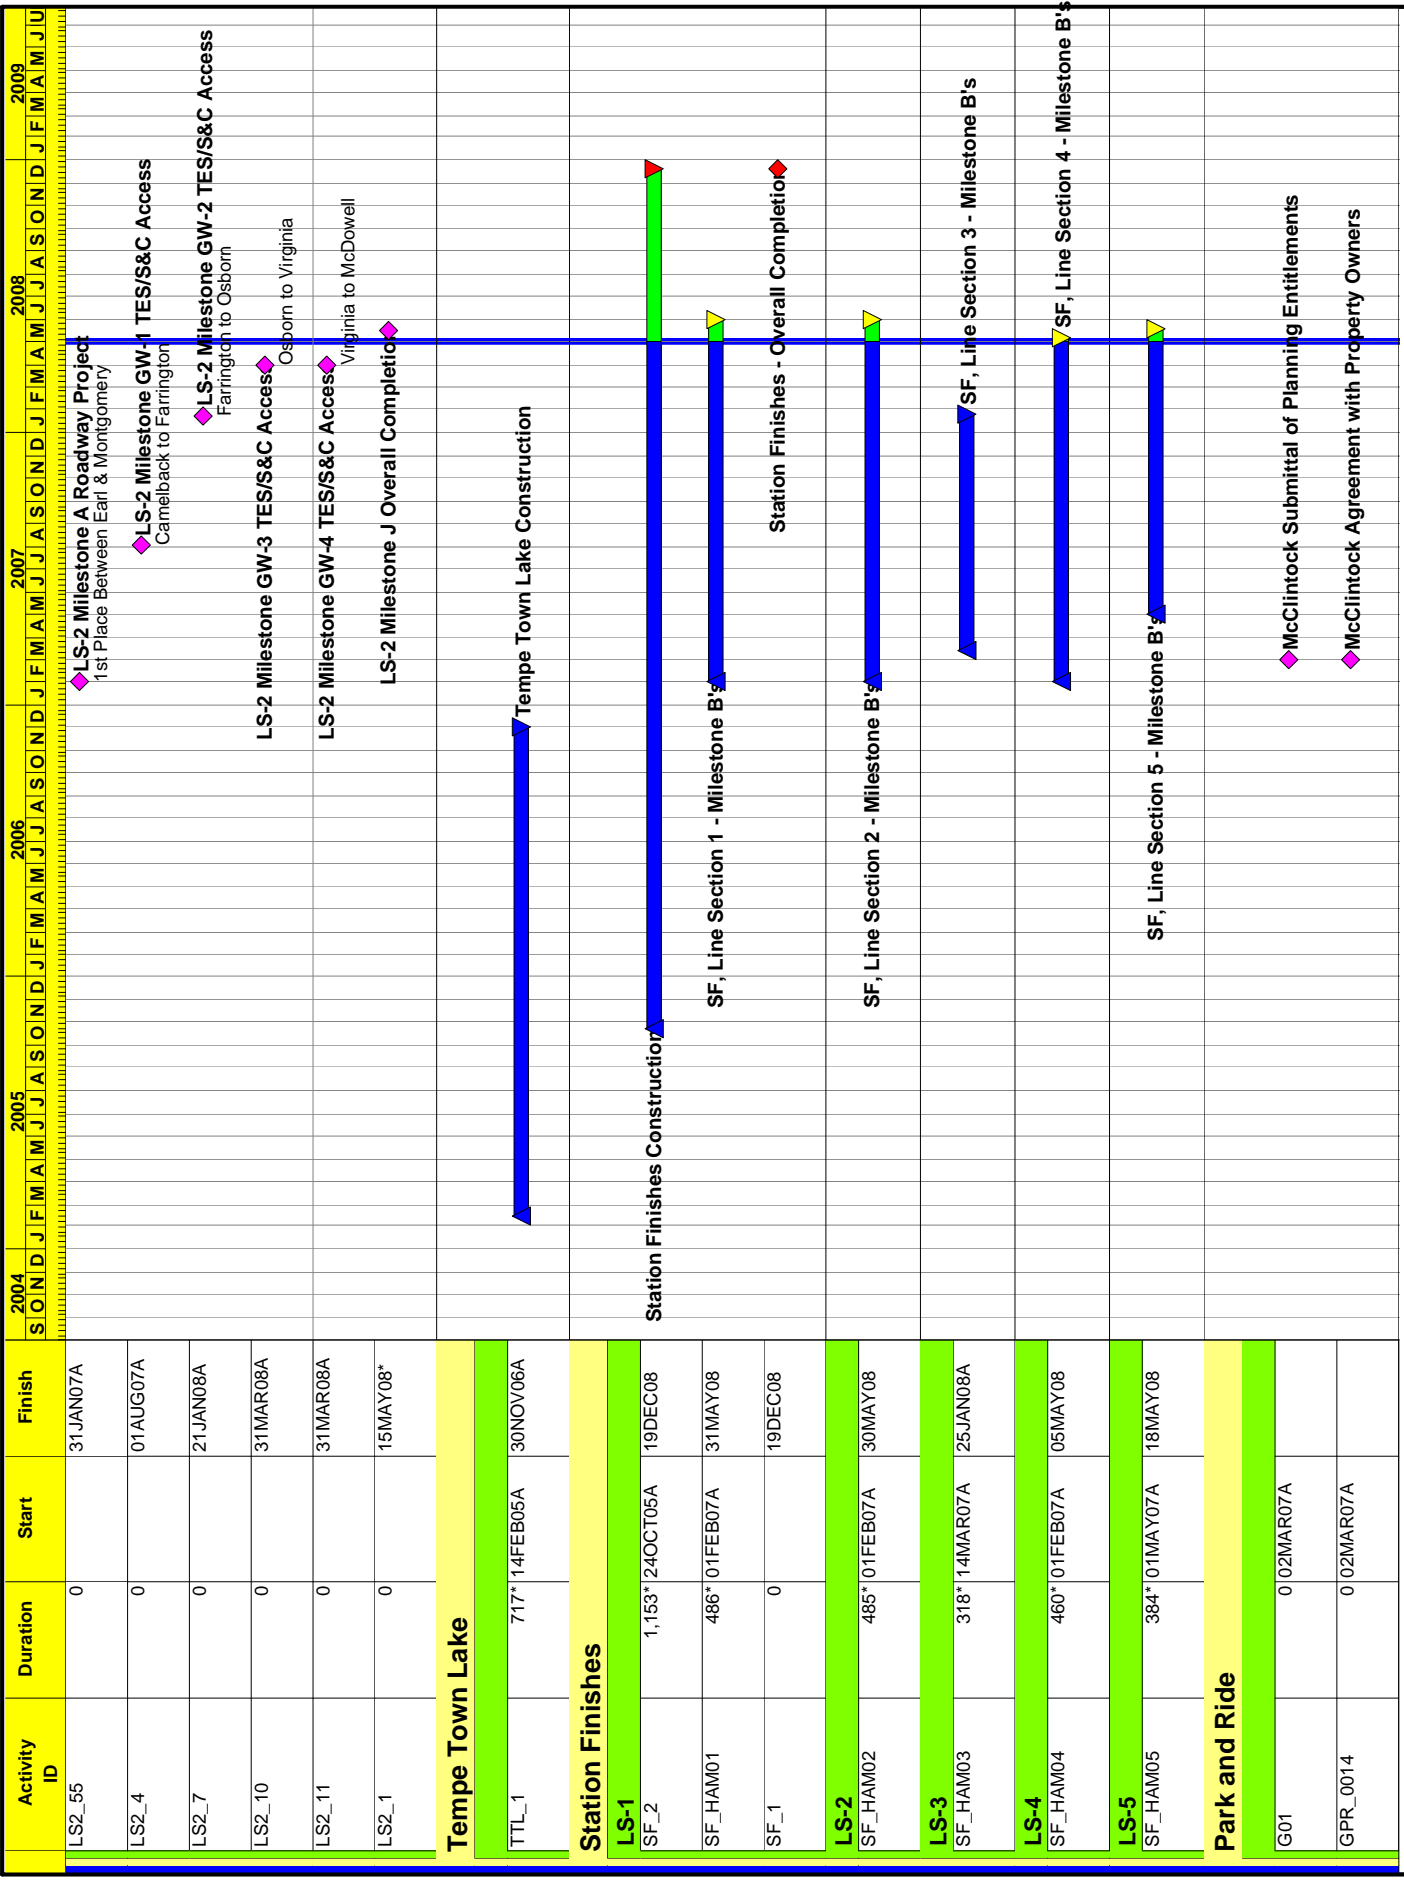 Activity ID Duration Start Finish 2004 2005 2006 2007 2008 2009
S O N D J F M A M J J A S O N D J F M A M J J A S O N D J F M A M J J A S O N D J F M A M J J A S O N D J F M A M J U
LS2_55 0 31JAN07A LS-2 Milestone A Roadway Project
1st Place Between Earl & Montgomery
LS2_4 0 01AUG07A LS-2 Milestone GW-1 TES/S&C Access
Camelback to Farrington
LS2_7 0 21JAN08A LS-2 Milestone GW-2 TES/S&C Access
Farrington to Osborn
LS2_10 0 31MAR08A LS-2 Milestone GW-3 TES/S&C Access
Osborn to Virginia
LS2_11 0 31MAR08A LS-2 Milestone GW-4 TES/S&C Access
Virginia to McDowell
LS2_1 0 15MAY08* LS-2 Milestone J Overall Completion
Tempe Town Lake
TTL_1 717* 14FEB05A 30NOV06A Tempe Town Lake Construction
Station Finishes
LS-1
SF_2 1,153* 24OCT05A 19DEC08 Station Finishes Construction
SF_HAM01 486* 01FEB07A 31MAY08 SF, Line Section 1 - Milestone B's
SF_1 0 19DEC08 Station Finishes - Overall Completion
LS-2
SF_HAM02 485* 01FEB07A 30MAY08 SF, Line Section 2 - Milestone B's
LS-3
SF_HAM03 318* 14MAR07A 25JAN08A SF, Line Section 3 - Milestone B's
LS-4
SF_HAM04 460* 01FEB07A 05MAY08 SF, Line Section 4 - Milestone B's
LS-5
SF_HAM05 384* 01MAY07A 18MAY08 SF, Line Section 5 - Milestone B's
Park and Ride
G01 0 02MAR07A McClintock Submittal of Planning Entitlements
GPR_0014 0 02MAR07A McClintock Agreement with Property Owners